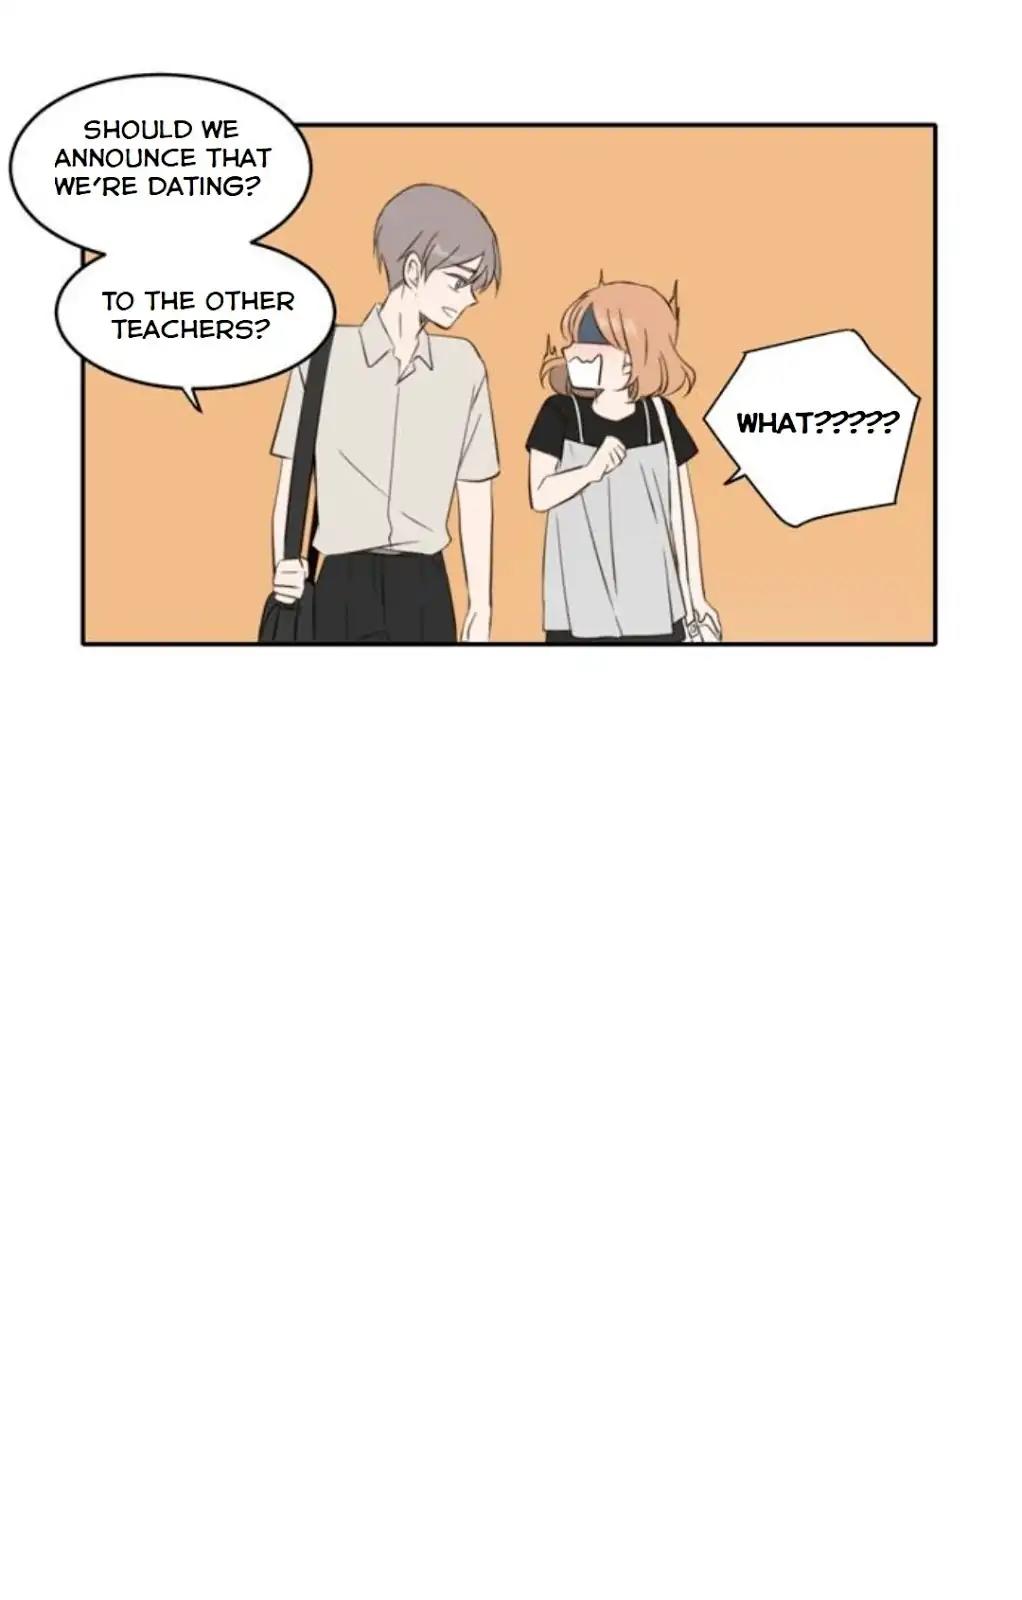 SHOULD WE
ANNOUNCE THAT
WE'RE DATING?
TO THE OTHER
TEACHERS?
WHAT?????